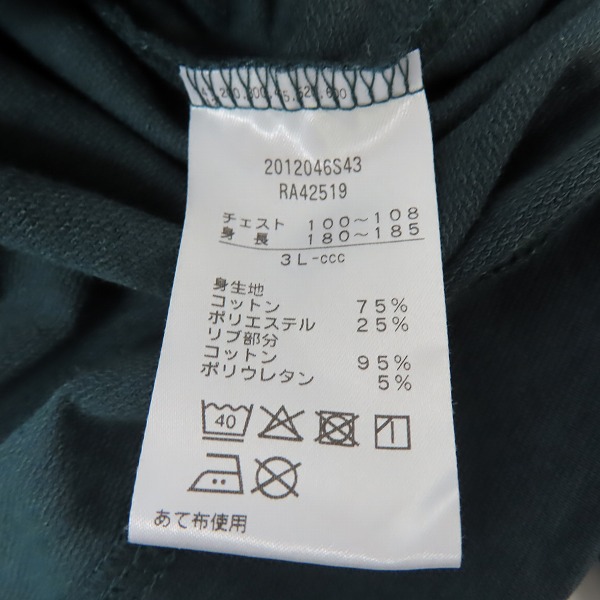 2012046S43
RA42519
チェスト 100～108
身長 180～185
3L-ccc
身生地
コットン 75%
ポリエステル 25%
リブ部分
コットン 95%
ポリウレタン 5%
40
あて布使用